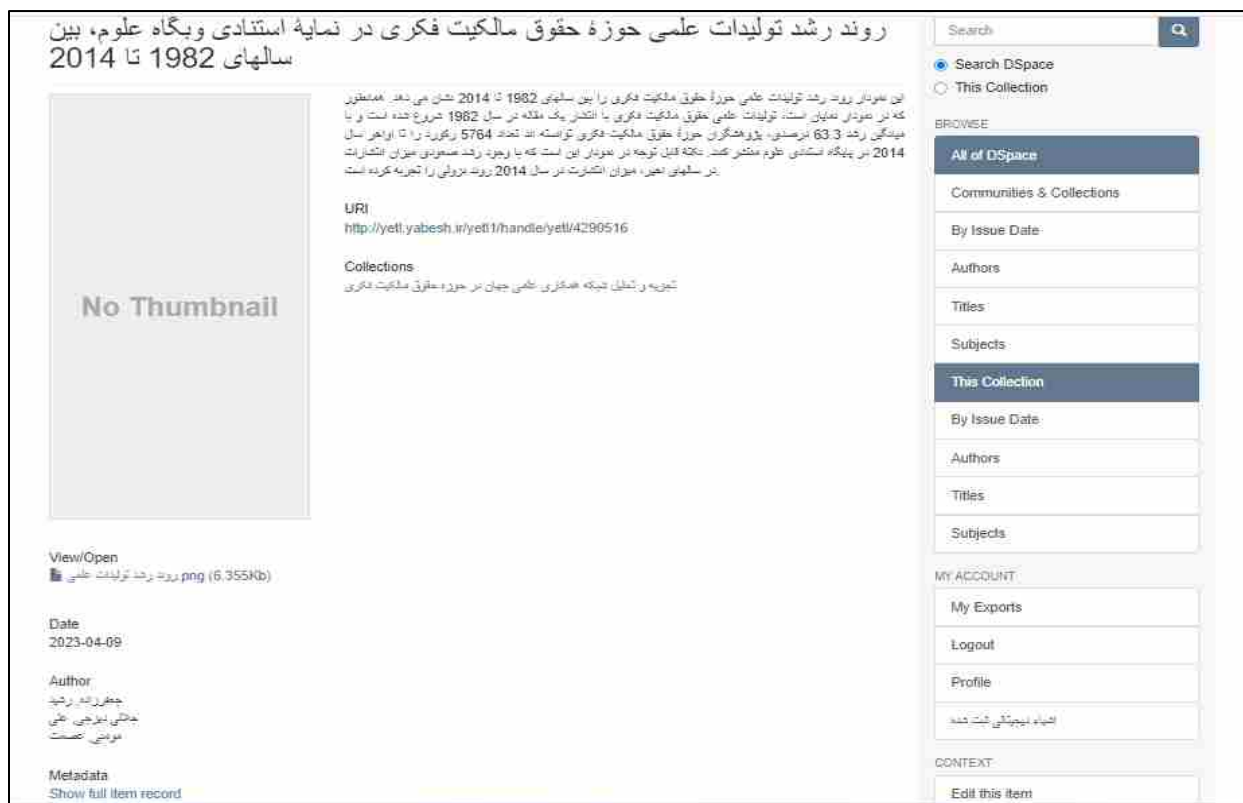 روند رشد تولیدات علمی حوزۀ حقوق مالکیت فکری در نمایۀ استنادی وبگاه علوم، بین
سالهای 1982 تا 2014
No Thumbnail
این نمودار روند رشد تولیدات علمی حوزۀ حقوق مالکیت فکری را بین سالهای 1982 تا 2014 نشان می دهد. همانطور
که در نمودار نمایان است، تولیدات علمی حقوق مالکیت فکری با انتشار یک مقاله در سال 1982 شروع شده است و با
میانگین رشد 63.3 درصدی، پژوهشگران حوزۀ حقوق مالکیت فکری توانسته اند تعداد 5764 رکورد را تا اواخر سال
2014 در پایگاه استنادی علوم منتشر کنند. نکتۀ قابل توجه در نمودار این است که با وجود رشد صعودی میزان انتشارات
در سالهای اخیر، میزان انتشارت در سال 2014 روند نزولی را تجربه کرده است.
URI
http://yetl.yabesh.ir/yetl1/handle/yetl/4290516
Collections
تجزیه و تحلیل شبکه همکاری علمی جهان در حوزه حقوق مالکیت فکری
View/Open
روند رشد تولیدات علمی.png (6.355Kb)
Date
2023-04-09
Author
جعفرزاده, رشید
جلالی دیزجی, علی
مومنی, عصمت
Metadata
Show full item record
Search
Search DSpace
This Collection
BROWSE
All of DSpace
Communities & Collections
By Issue Date
Authors
Titles
Subjects
This Collection
By Issue Date
Authors
Titles
Subjects
MY ACCOUNT
My Exports
Logout
Profile
اشیاء دیجیتالی ثبت شده
CONTEXT
Edit this item